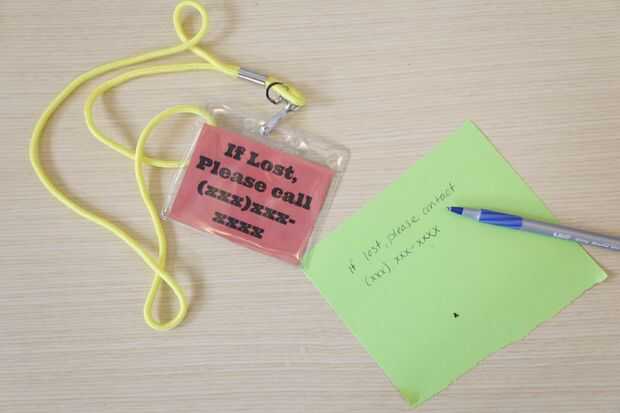 If Lost,
Please call
(xxx)xxx-
xxxx
If lost, please contact
(xxx) xxx-xxxx